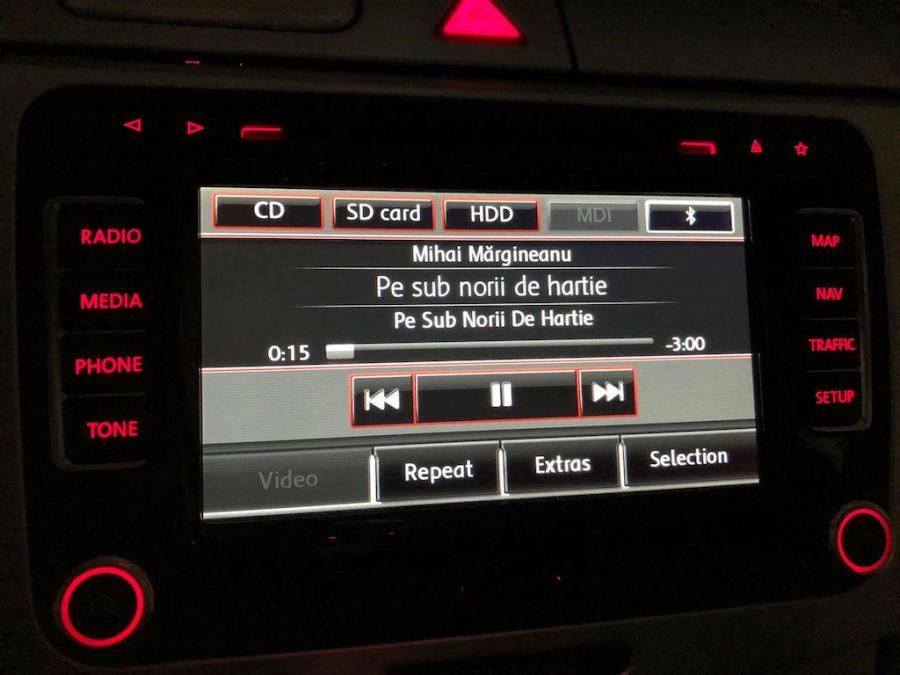 CD
SD card
HDD
MDI
Mihai Mărgineanu
Pe sub norii de hartie
Pe Sub Norii De Hartie
0:15
-3:00
Video
Repeat
Extras
Selection
RADIO
MEDIA
PHONE
TONE
MAP
NAV
TRAFFIC
SETUP